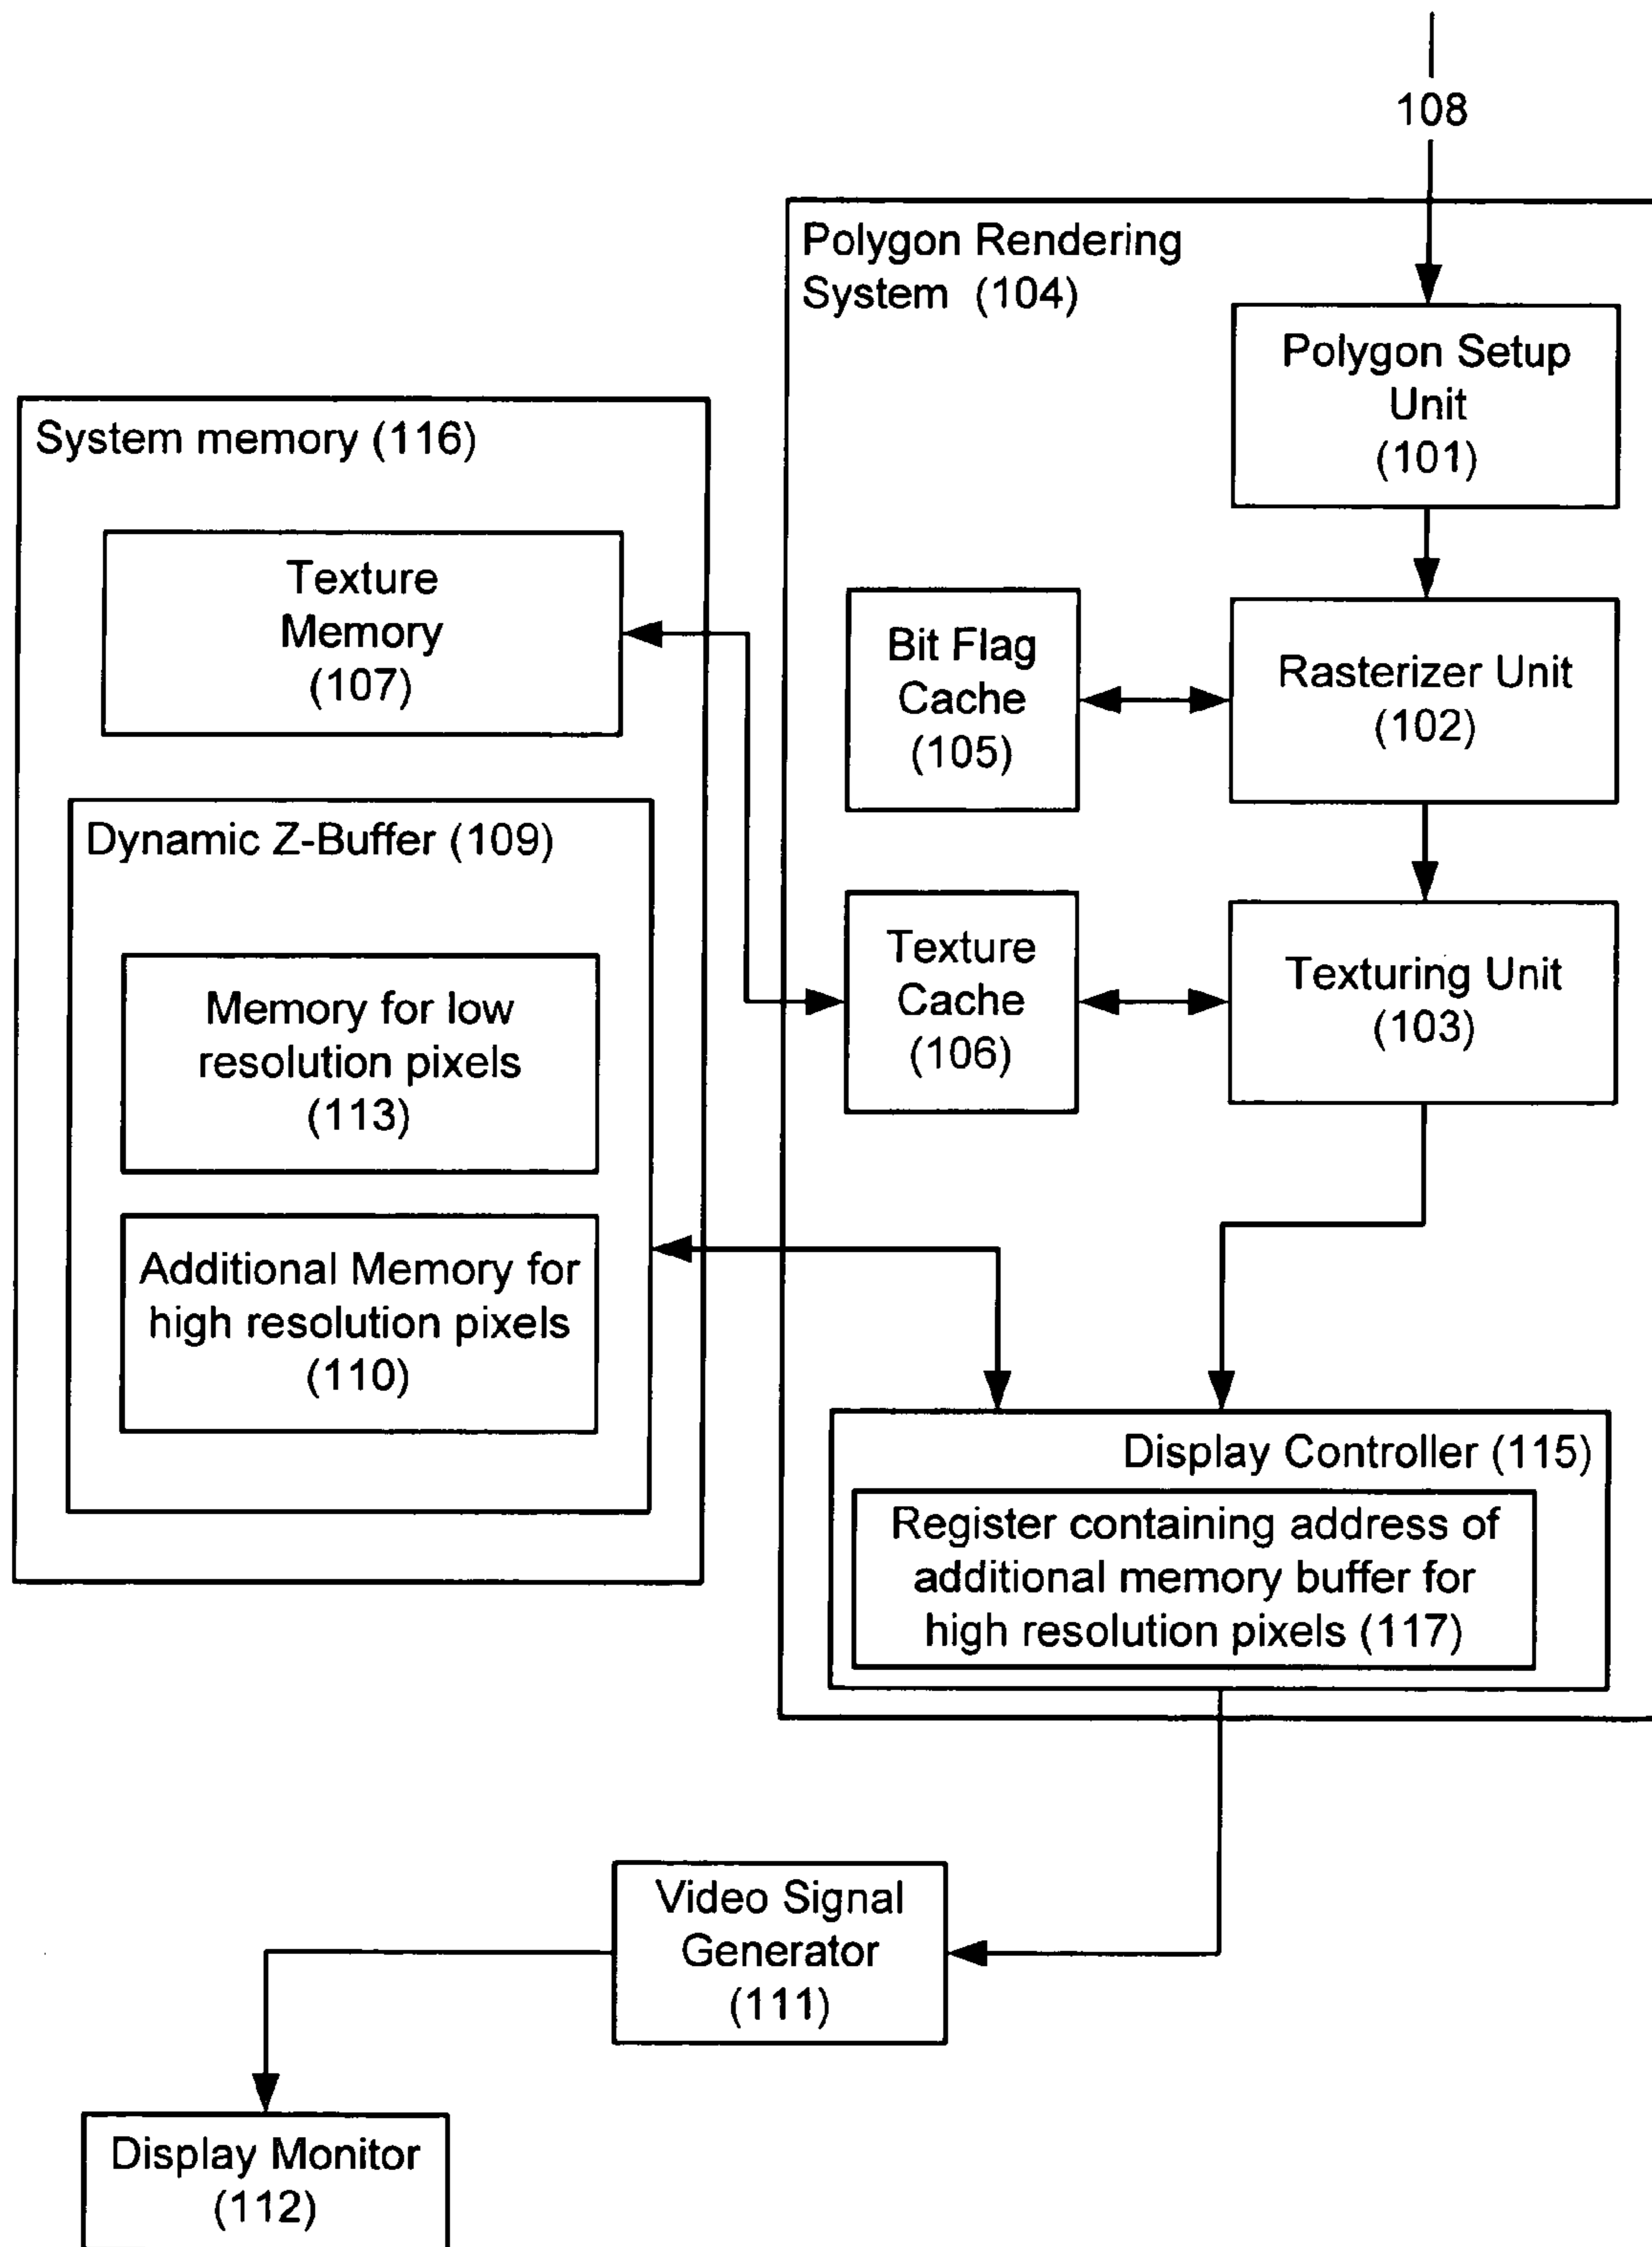 108
Polygon Rendering
System (104)
Polygon Setup
Unit
(101)
System memory (116)
Texture
Memory
(107)
Bit Flag
Cache
(105)
Rasterizer Unit
(102)
Dynamic Z-Buffer (109)
Texture
Cache
(106)
Texturing Unit
(103)
Memory for low
resolution pixels
(113)
Additional Memory for
high resolution pixels
(110)
Display Controller (115)
Register containing address of
additional memory buffer for
high resolution pixels (117)
Video Signal
Generator
(111)
Display Monitor
(112)